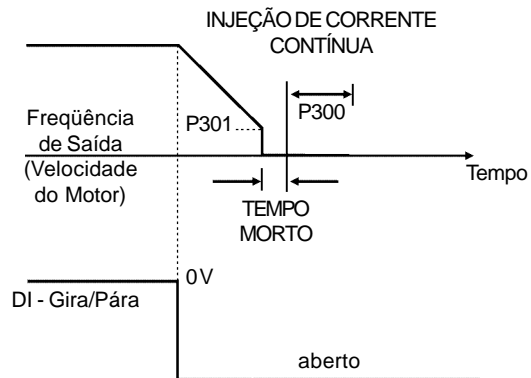 INJEÇÃO DE CORRENTE
CONTÍNUA
P300
P301
Freqüência
de Saída
(Velocidade
do Motor)
Tempo
TEMPO
MORTO
0V
DI - Gira/Pára
aberto